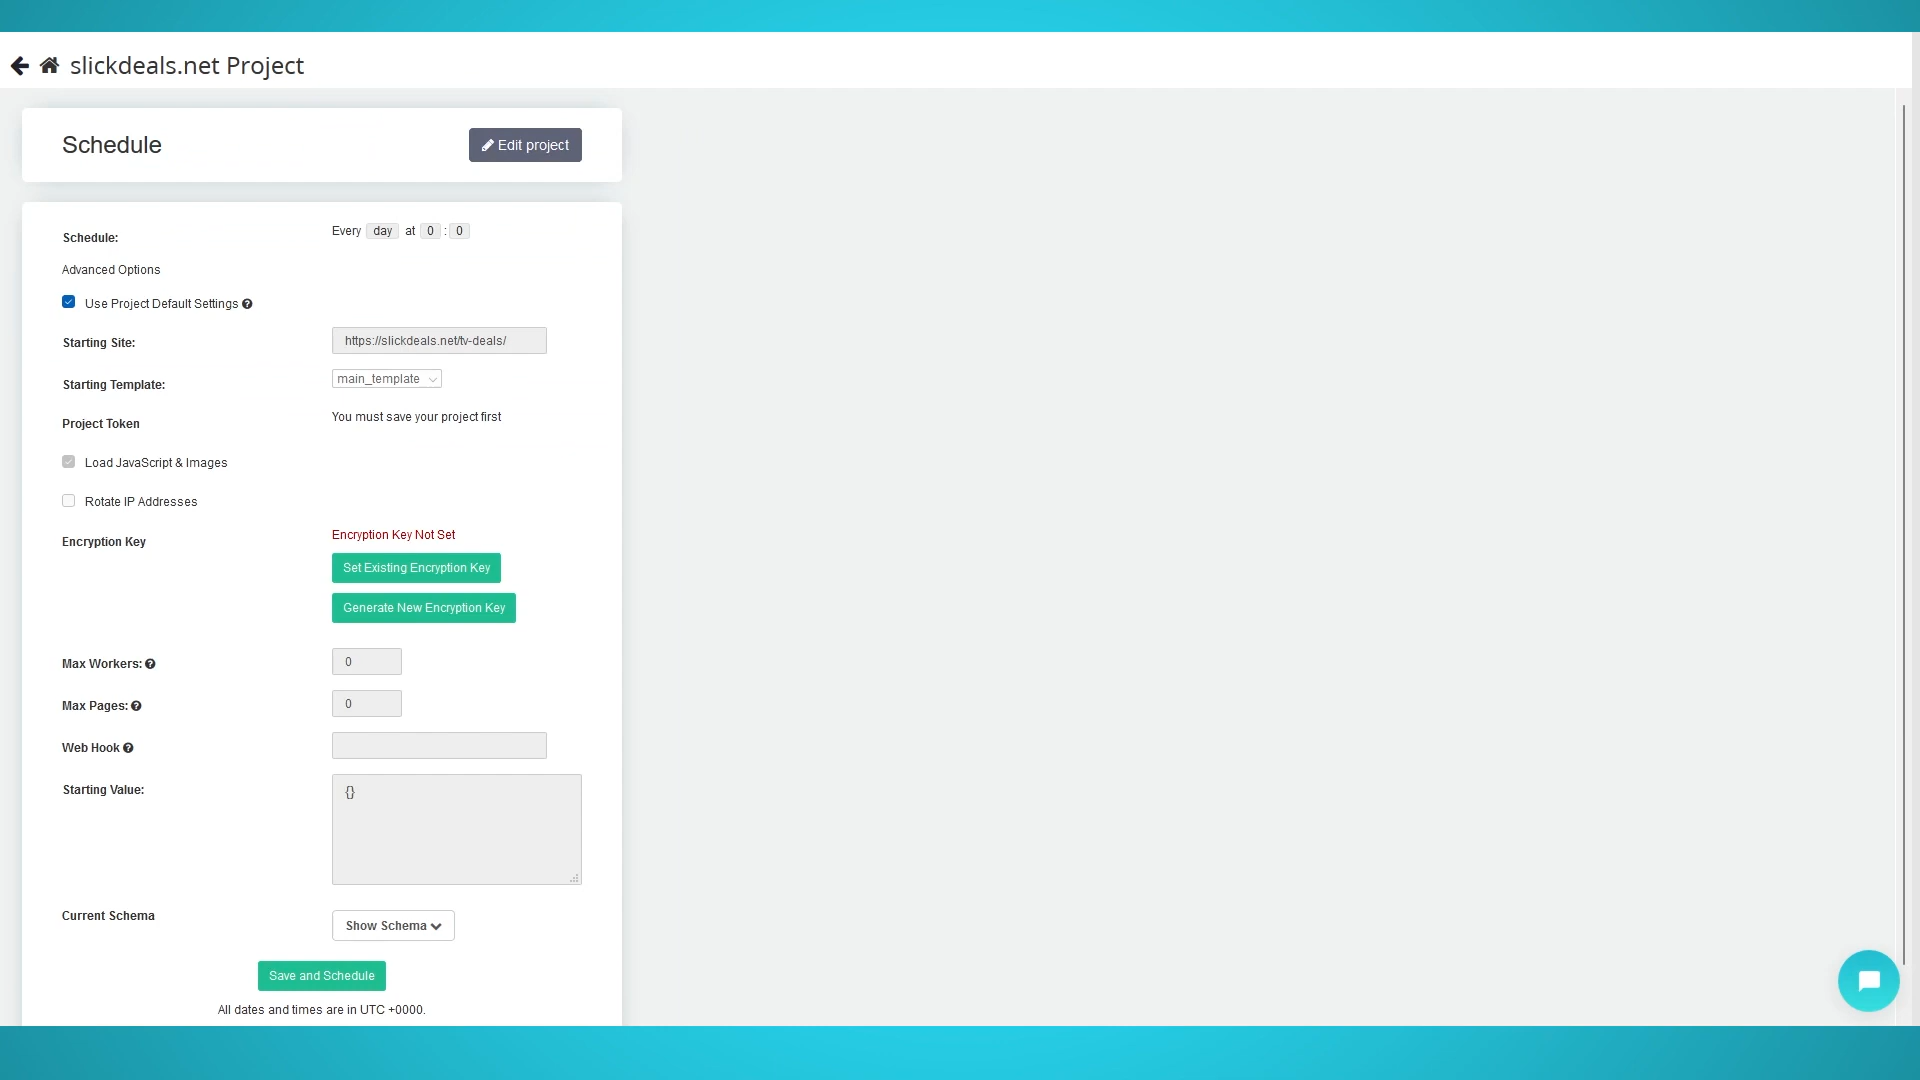 slickdeals.net Project
Schedule
Edit project
Schedule:
Every day at 0 : 0
Advanced Options
Use Project Default Settings
Starting Site:
https://slickdeals.net/tv-deals/
Starting Template:
main_template
Project Token
You must save your project first
Load JavaScript & Images
Rotate IP Addresses
Encryption Key
Encryption Key Not Set
Set Existing Encryption Key
Generate New Encryption Key
Max Workers:
0
Max Pages:
0
Web Hook
Starting Value:
{}
Current Schema
Show Schema
Save and Schedule
All dates and times are in UTC +0000.